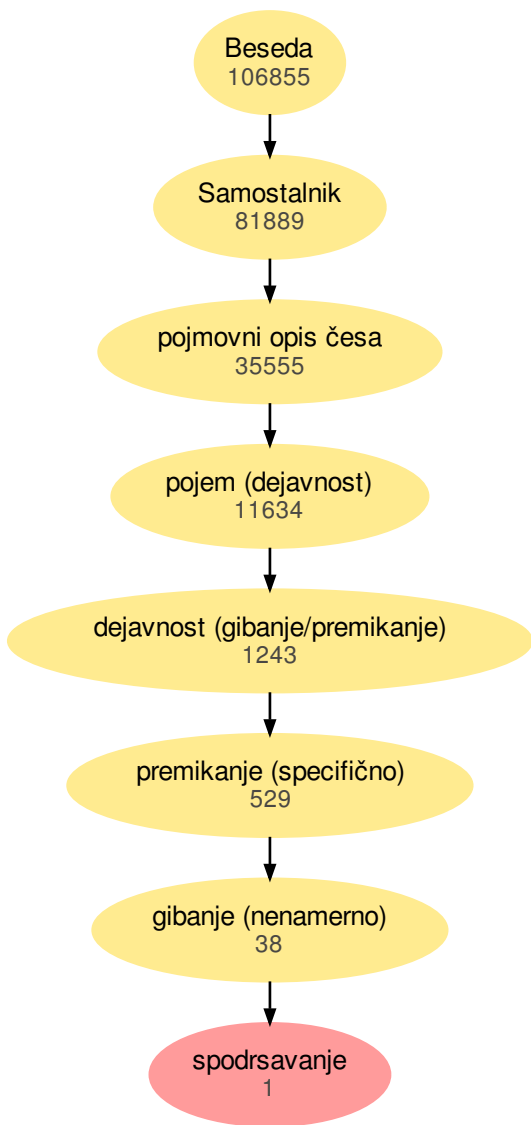 Beseda
106855
Samostalnik
81889
pojmovni opis česa
35555
pojem (dejavnost)
11634
dejavnost (gibanje/premikanje)
1243
premikanje (specifično)
529
gibanje (nenamerno)
38
spodrsavanje
1